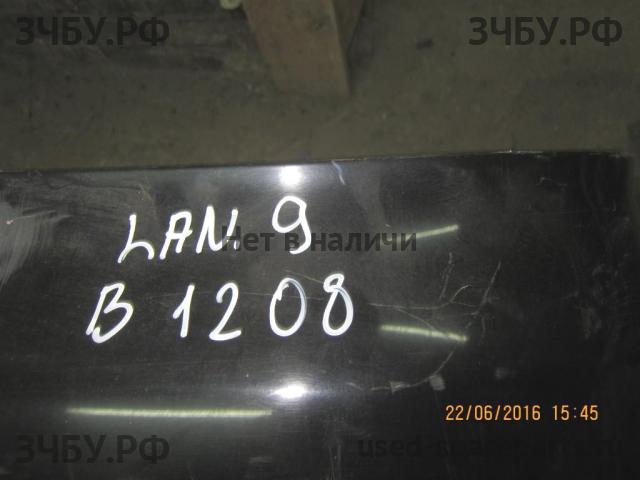 ЗЧБУ.РФ
ЗЧБУ.РФ
LAN. 9
Нет в наличи
B 1208
22/06/2016 15:45
ЗЧБУ.РФ